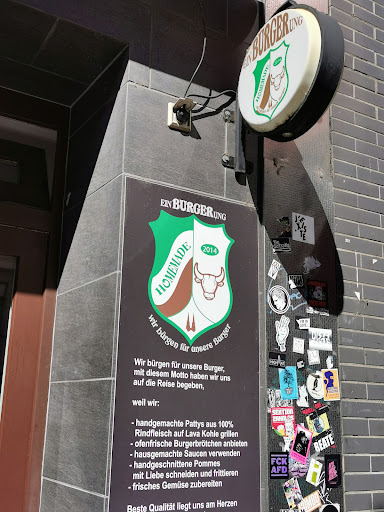 EINBURGERUNG
HOMEMADE
EINBURGERUNG
2014
HOMEMADE
wir bürgen für unsere Burger
Wir bürgen für unsere Burger,
mit diesem Motto haben wir uns
auf die Reise begeben,
weil wir:
- handgemachte Pattys aus 100%
Rindfleisch auf Lava Kohle grillen
- ofenfrische Burgerbrötchen anbieten
- hausgemachte Saucen verwenden
- handgeschnittene Pommes
mit Liebe schneiden und frittieren
- frisches Gemüse zubereiten
Beste Qualität liegt uns am Herzen
FCK
AFD